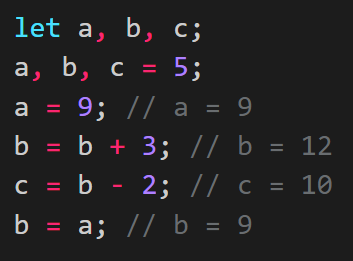 let a, b, c;
a, b, c = 5;
a = 9; // a = 9
b = b + 3; // b = 12
c = b - 2; // c = 10
b = a; // b = 9